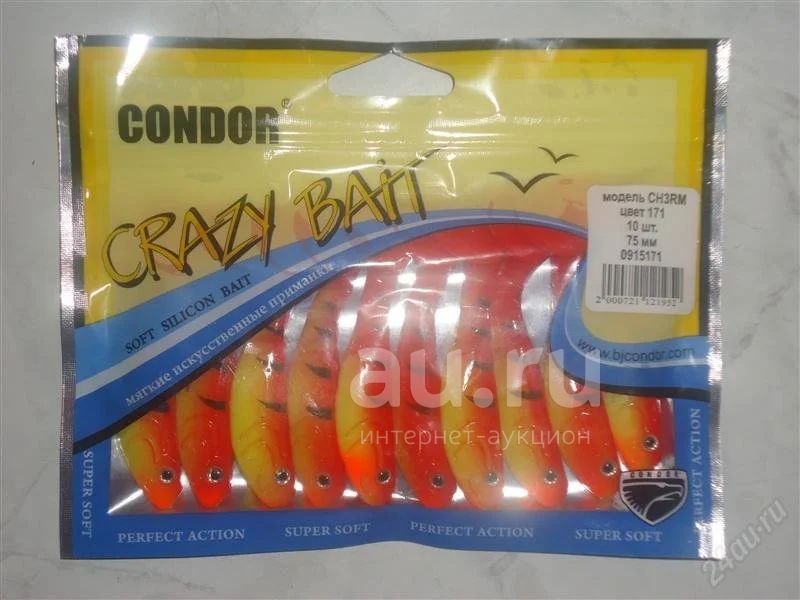 CONDOR®
CRAZY BAIT
SOFT SILICON BAIT
мягкие искусственные приманки
модель CH3RM
цвет 171
10 шт.
75 мм
0915171
2 000721 121952
www.bjcondor.com
au.ru
интернет-аукцион
CONDOR
SUPER SOFT
PERFECT ACTION
SUPER SOFT
PERFECT ACTION
SUPER SOFT
PERFECT ACTION
24au.ru